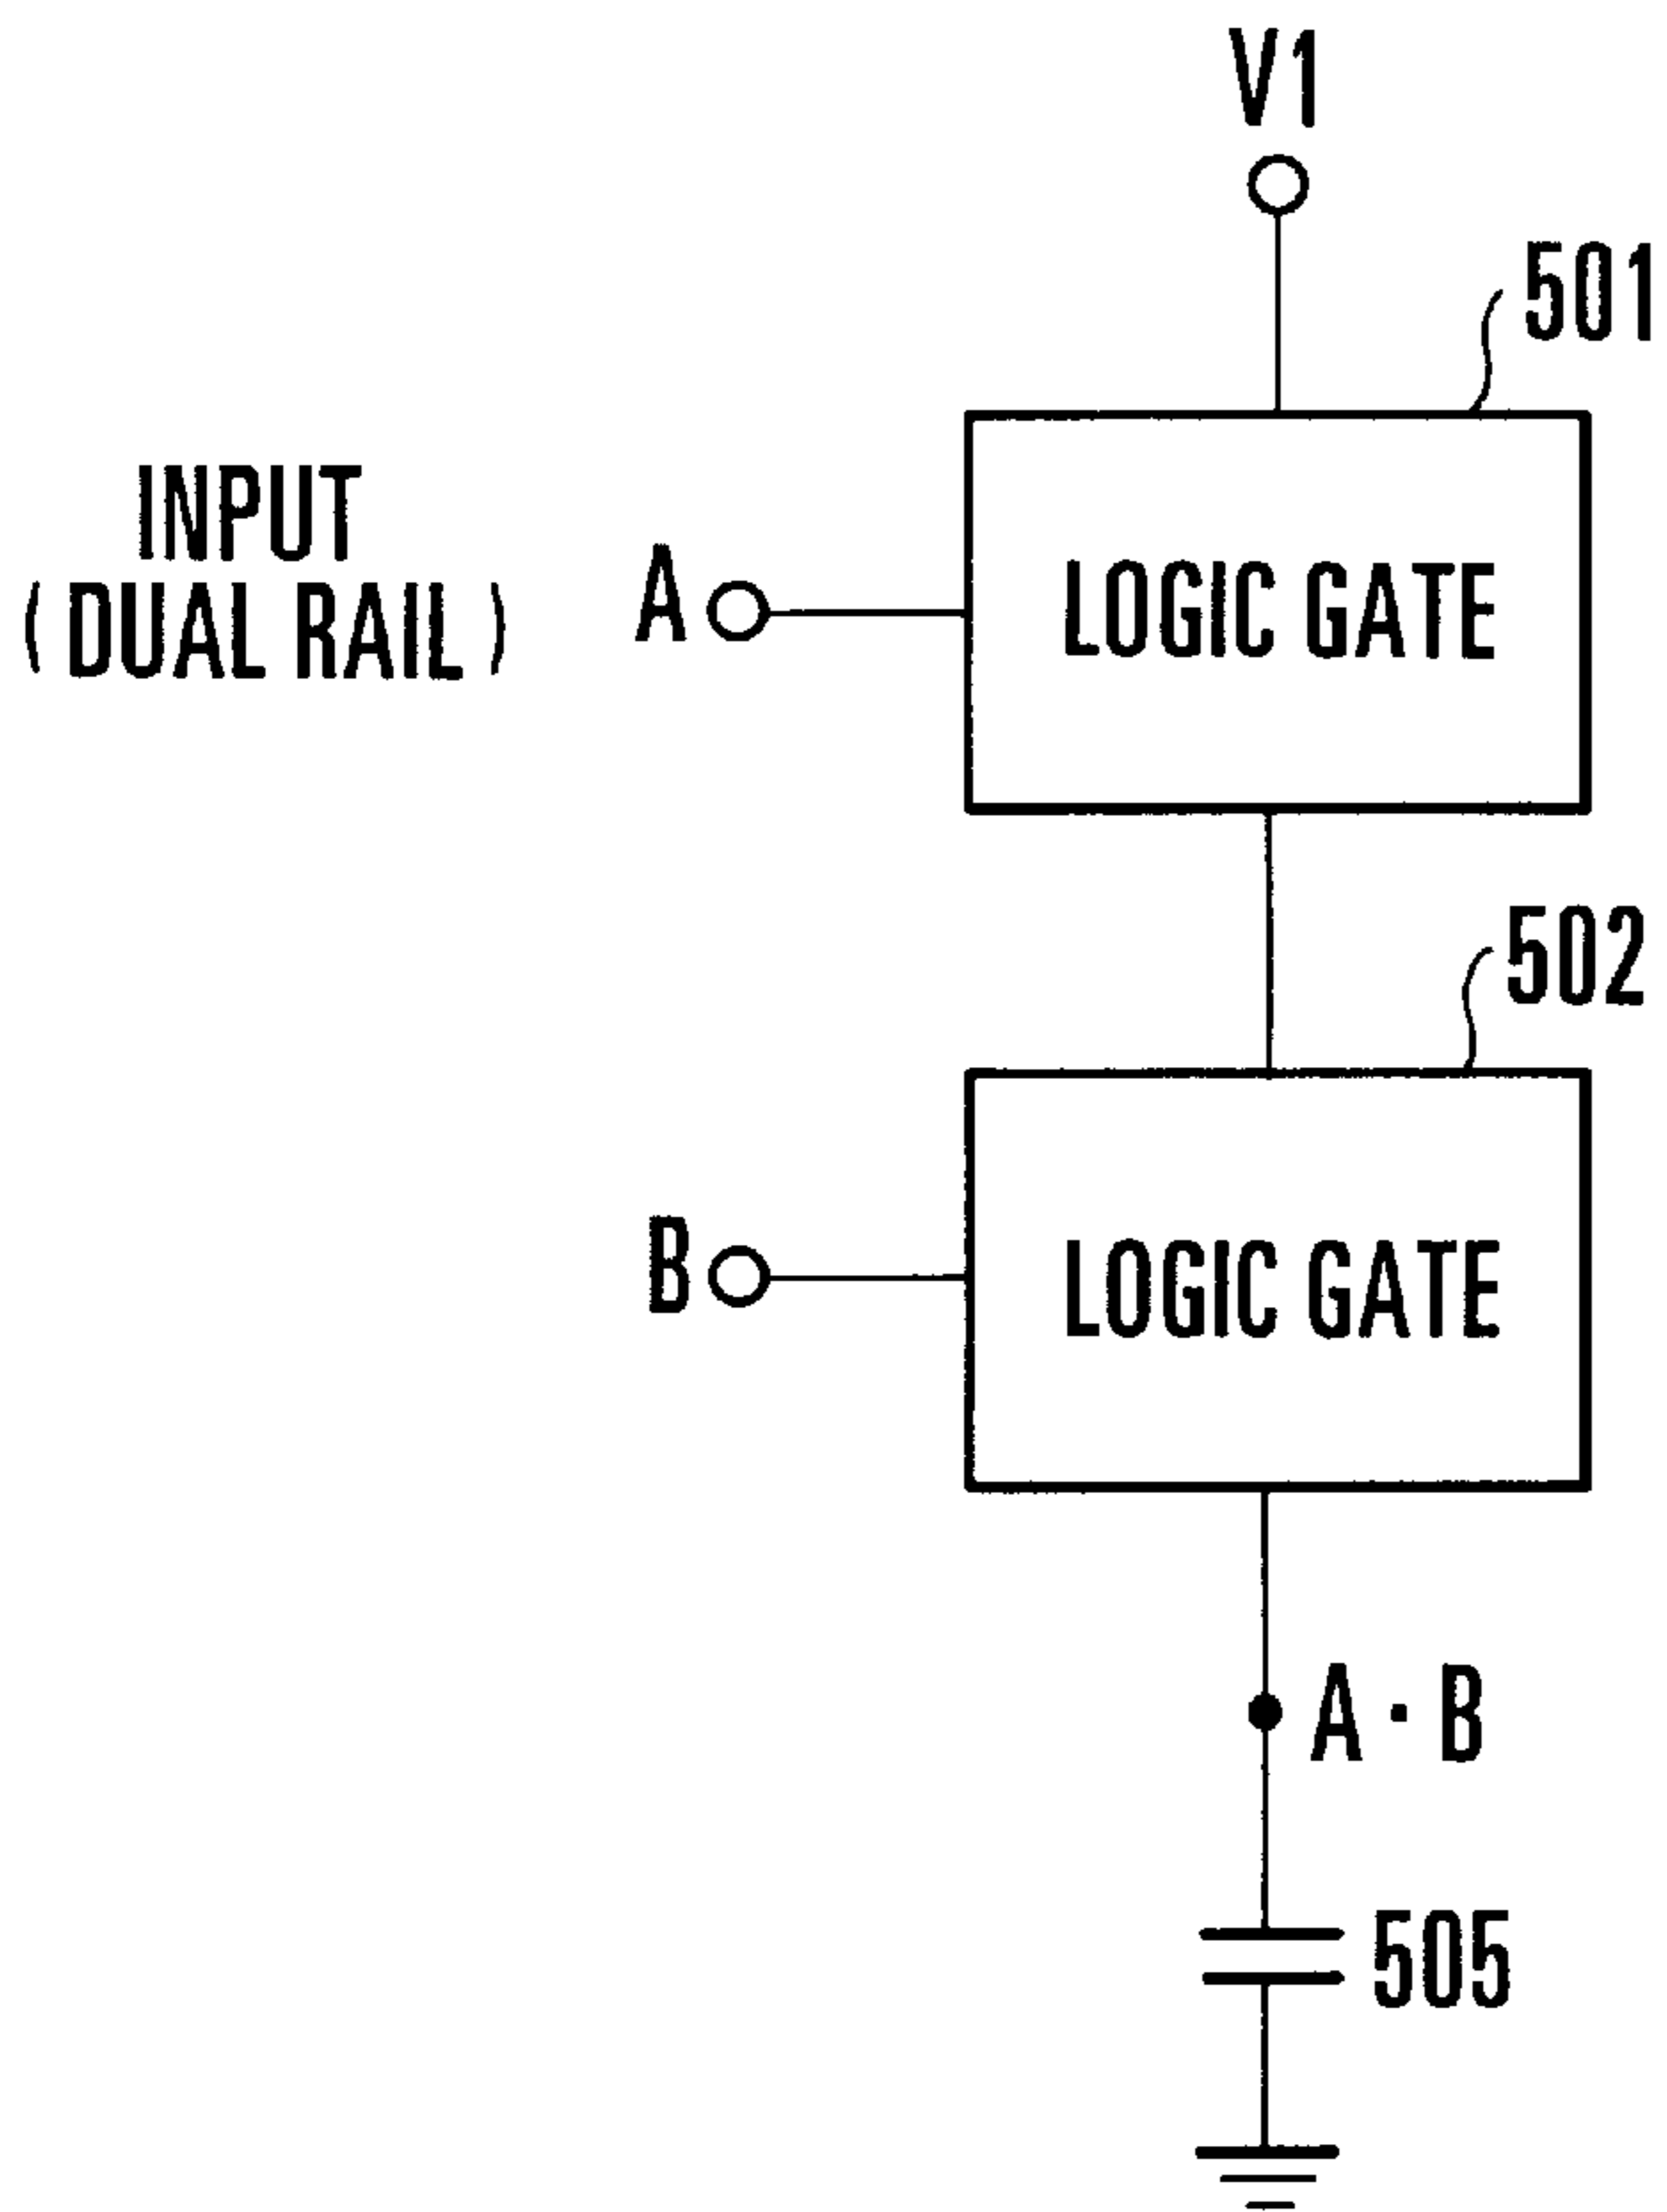 V1
501
INPUT
(DUAL RAIL)
A
LOGIC GATE
502
B
LOGIC GATE
A · B
505